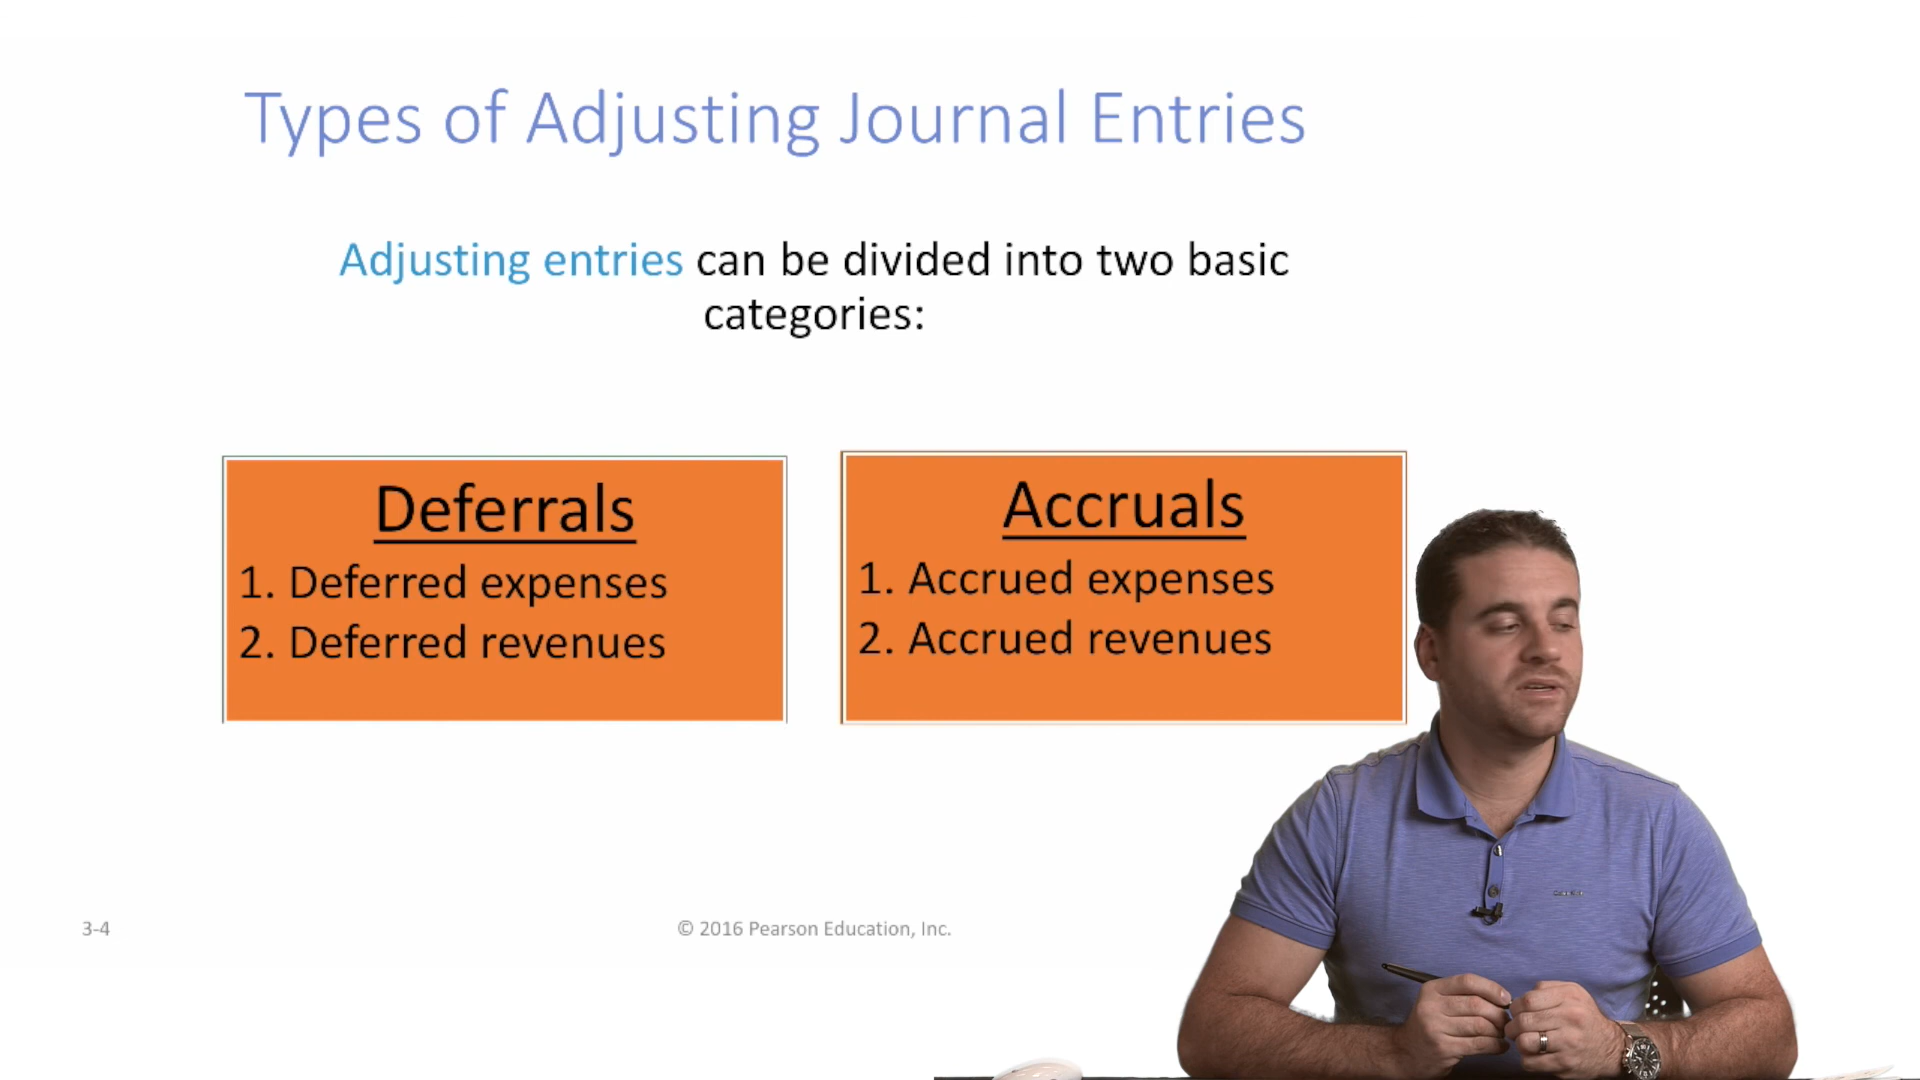 Types of Adjusting Journal Entries
Adjusting entries can be divided into two basic
categories:
Deferrals
1. Deferred expenses
2. Deferred revenues
Accruals
1. Accrued expenses
2. Accrued revenues
3-4
© 2016 Pearson Education, Inc.